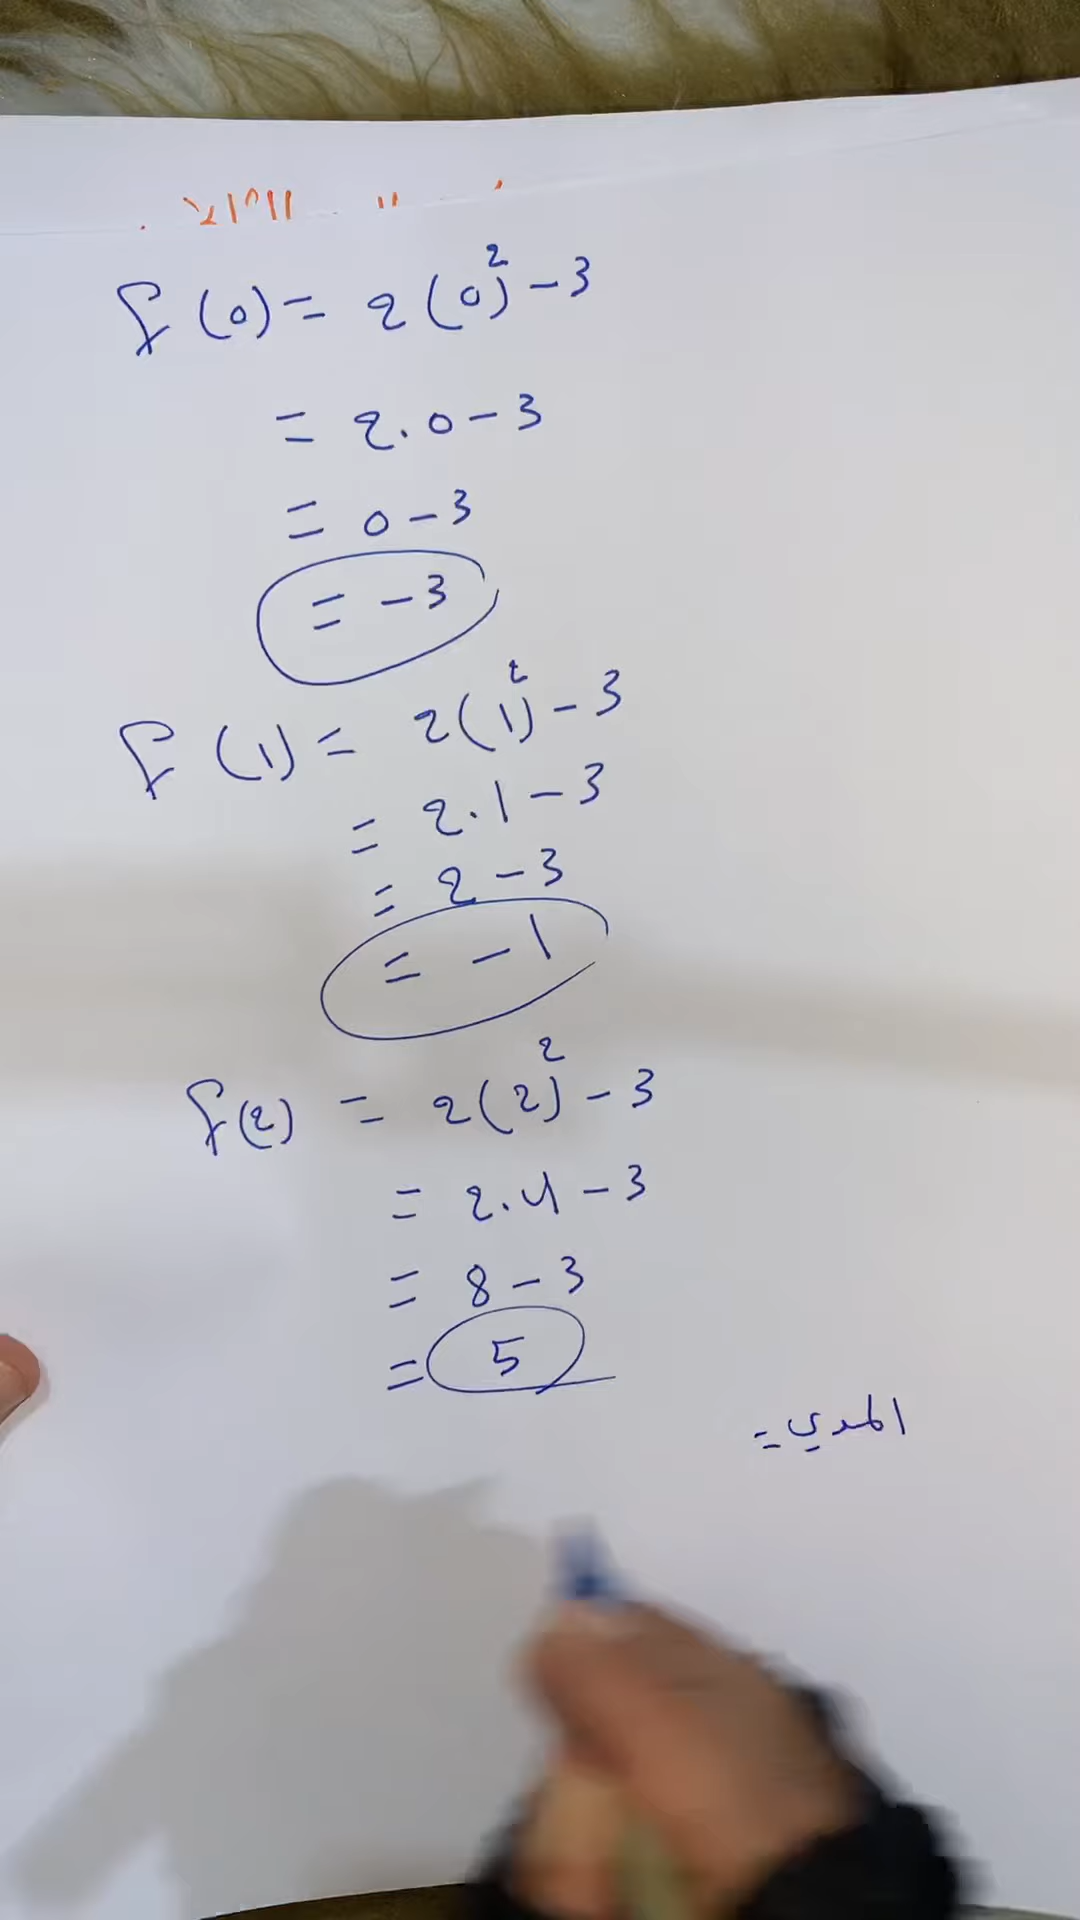 f(0) = 2(0)² - 3
= 2.0 - 3
= 0 - 3
= -3
f(1) = 2(1)² - 3
= 2.1 - 3
= 2 - 3
= -1
f(2) = 2(2)² - 3
= 2.4 - 3
= 8 - 3
= 5
المدي =